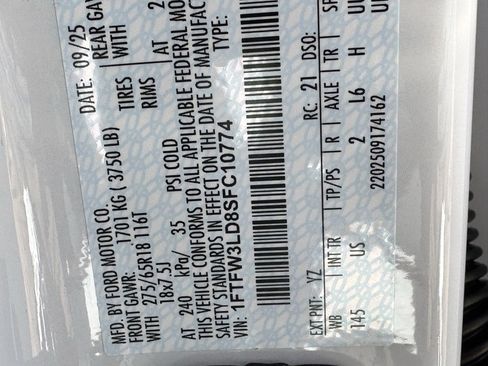 MFD. BY FORD MOTOR CO.
DATE: 09/25
FRONT GAWR: 1701 KG ( 3750 LB)
REAR GA
WITH 275/65R18 116T TIRES
WITH
18x7.5J RIMS
AT 240 kPa/ 35 PSI COLD
AT 2
THIS VEHICLE CONFORMS TO ALL APPLICABLE FEDERAL MO
SAFETY STANDARDS IN EFFECT ON THE DATE OF MANUFAC
VIN: 1FTFW3LD8SFC10774
TYPE:
EXT PNT: YZ
RC: 21 DSO:
WB INT TR TP/PS R AXLE TR SP
145 US 2 L6 H UU
2202509174162 U